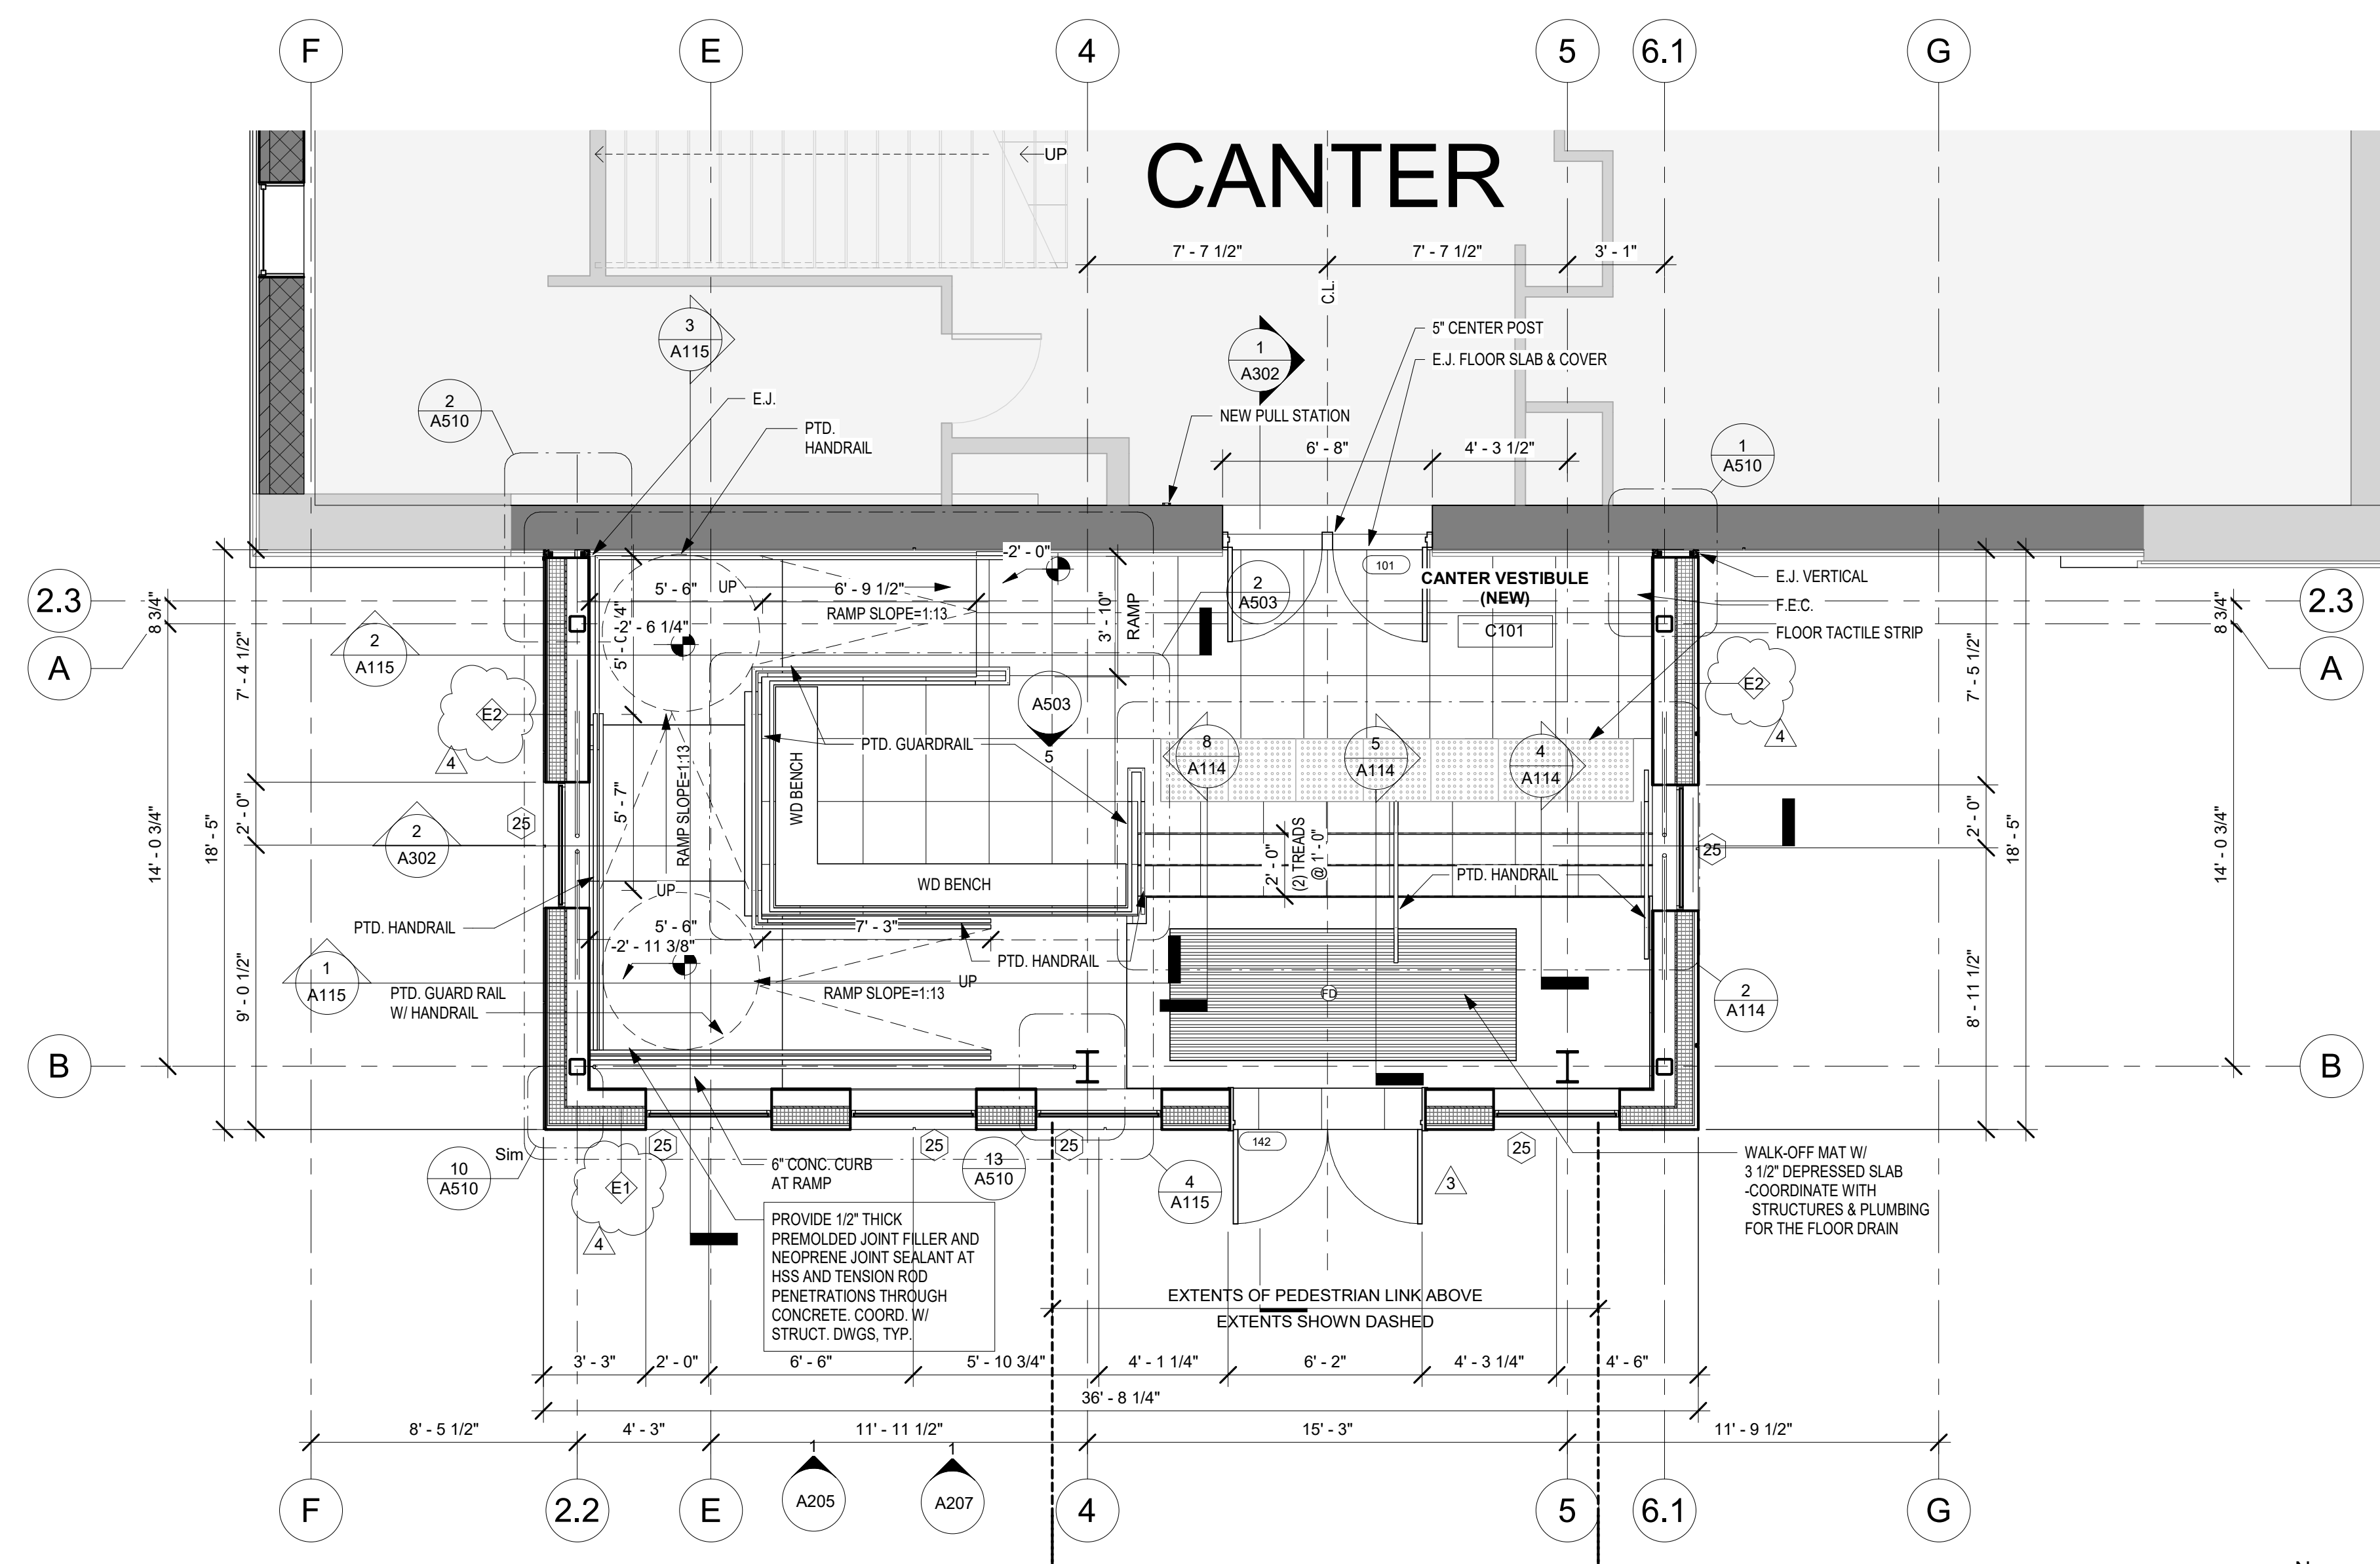 F
E
4
5
6.1
G
UP
CANTER
7' - 7 1/2"
7' - 7 1/2"
3' - 1"
C.L.
3
A115
1
A302
5" CENTER POST
E.J. FLOOR SLAB & COVER
2
A510
E.J.
PTD.
HANDRAIL
NEW PULL STATION
6' - 8"
4' - 3 1/2"
1
A510
2.3
A
8 3/4"
7' - 4 1/2"
2' - 0"
14' - 0 3/4"
18' - 5"
9' - 0 1/2"
B
5' - 6"
UP
6' - 9 1/2"
RAMP SLOPE=1:13
-2' - 0"
-2' - 6 1/4"
3' - 10"
RAMP
2
A503
101
CANTER VESTIBULE
(NEW)
C101
E.J. VERTICAL
F.E.C.
FLOOR TACTILE STRIP
2.3
A
8 3/4"
7' - 5 1/2"
2' - 0"
14' - 0 3/4"
18' - 5"
8' - 11 1/2"
B
2
A115
E2
4
E2
4
A503
5
PTD. GUARDRAIL
8
A114
5
A114
4
A114
WD BENCH
5' - 7"
RAMP SLOPE=1:13
UP
25
2
A302
25
2' - 0"
(2) TREADS
@ 1' - 0"
WD BENCH
PTD. HANDRAIL
PTD. HANDRAIL
5' - 6"
7' - 3"
-2' - 11 3/8"
PTD. HANDRAIL
1
A115
PTD. GUARD RAIL
W/ HANDRAIL
UP
RAMP SLOPE=1:13
FD
2
A114
10
A510
Sim
25
25
25
142
25
E1
4
13
A510
4
A115
3
6" CONC. CURB
AT RAMP
PROVIDE 1/2" THICK
PREMOLDED JOINT FILLER AND
NEOPRENE JOINT SEALANT AT
HSS AND TENSION ROD
PENETRATIONS THROUGH
CONCRETE. COORD. W/
STRUCT. DWGS, TYP.
WALK-OFF MAT W/
3 1/2" DEPRESSED SLAB
-COORDINATE WITH
STRUCTURES & PLUMBING
FOR THE FLOOR DRAIN
EXTENTS OF PEDESTRIAN LINK ABOVE
EXTENTS SHOWN DASHED
3' - 3"
2' - 0"
6' - 6"
5' - 10 3/4"
4' - 1 1/4"
6' - 2"
4' - 3 1/4"
4' - 6"
36' - 8 1/4"
8' - 5 1/2"
4' - 3"
11' - 11 1/2"
15' - 3"
11' - 9 1/2"
1
A205
1
A207
F
2.2
E
4
5
6.1
G